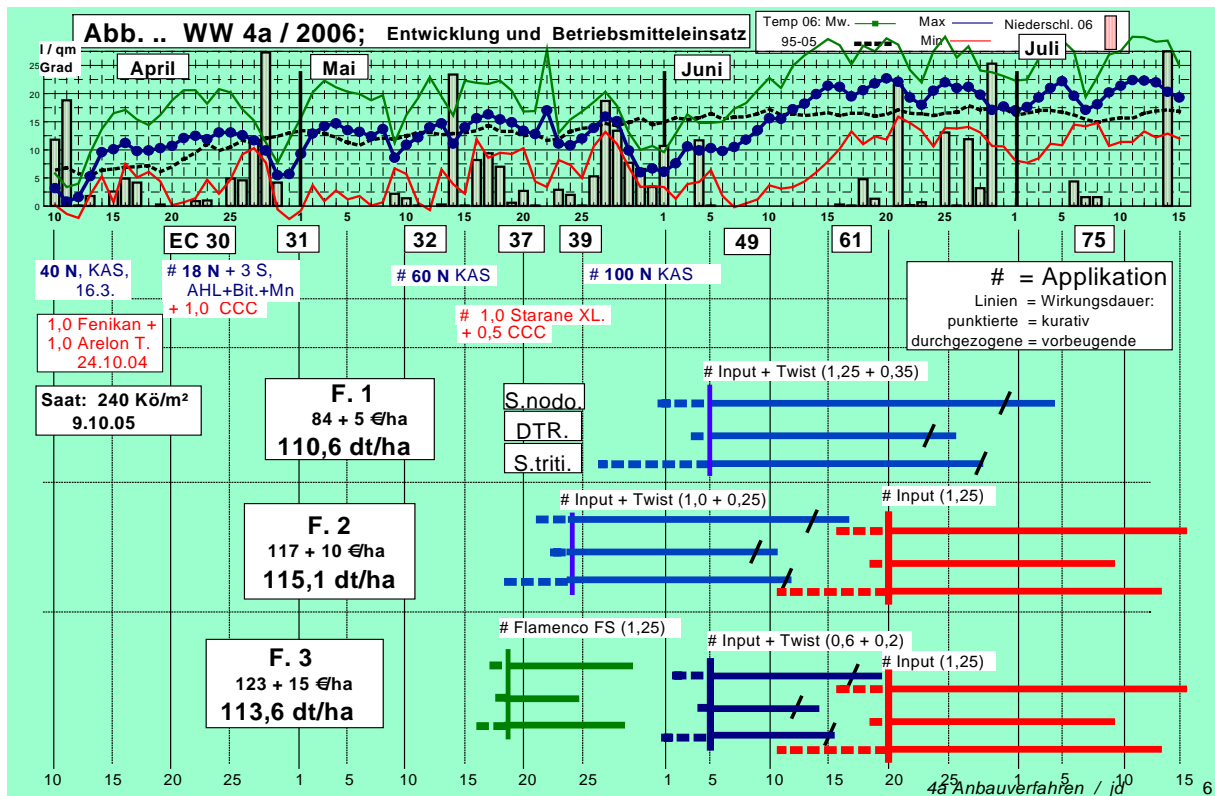 Abb. .. WW 4a / 2006; Entwicklung und Betriebsmitteleinsatz
Temp 06: Mw. Max Niederschl. 06
95-05 Min
l / qm
Grad
April Mai Juni Juli
25
20
15
10
5
0
10 15 20 25 1 5 10 15 20 25 1 5 10 15 20 25 1 5 10 15
EC 30 31 32 37 39 49 61 75
40 N, KAS,
16.3.
# 18 N + 3 S,
AHL+Bit.+Mn
+ 1,0 CCC
# 60 N KAS
# 100 N KAS
# 1,0 Starane XL.
+ 0,5 CCC
1,0 Fenikan +
1,0 Arelon T.
24.10.04
# = Applikation
Linien = Wirkungsdauer:
punktierte = kurativ
durchgezogene = vorbeugende
Saat: 240 Kö/m²
9.10.05
F. 1
84 + 5 €/ha
110,6 dt/ha
# Input + Twist (1,25 + 0,35)
S.nodo.
DTR.
S.triti.
F. 2
117 + 10 €/ha
115,1 dt/ha
# Input + Twist (1,0 + 0,25)
# Input (1,25)
F. 3
123 + 15 €/ha
113,6 dt/ha
# Flamenco FS (1,25)
# Input + Twist (0,6 + 0,2)
# Input (1,25)
10 15 20 25 1 5 10 15 20 25 1 5 10 15 20 25 1 5 10 15
4a Anbauverfahren / jd 6